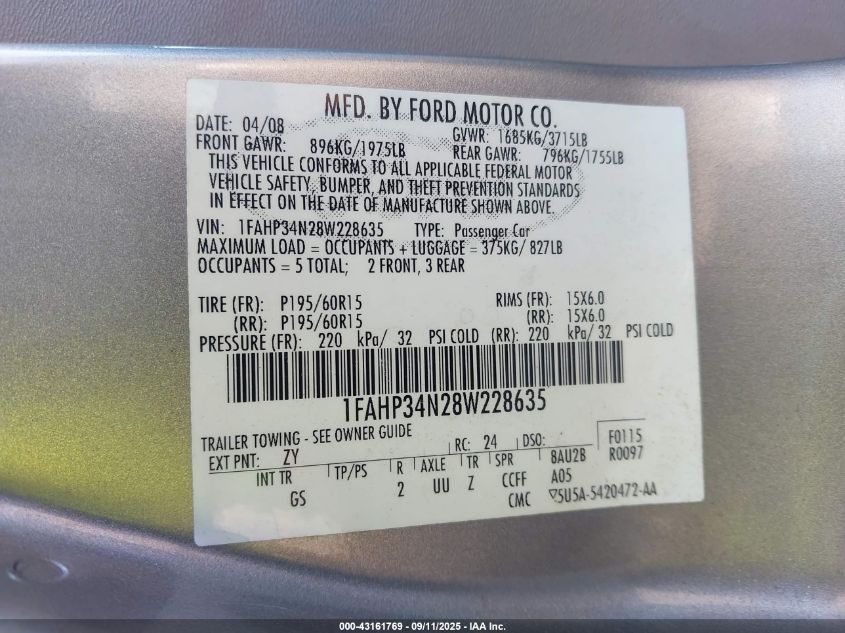 MFD. BY FORD MOTOR CO.
DATE: 04/08 GVWR: 1685KG/3715LB
FRONT GAWR: 896KG/1975LB REAR GAWR: 796KG/1755LB
THIS VEHICLE CONFORMS TO ALL APPLICABLE FEDERAL MOTOR
VEHICLE SAFETY, BUMPER, AND THEFT PREVENTION STANDARDS
IN EFFECT ON THE DATE OF MANUFACTURE SHOWN ABOVE.
VIN: 1FAHP34N28W228635 TYPE: Passenger Car
MAXIMUM LOAD = OCCUPANTS + LUGGAGE = 375KG/ 827LB
OCCUPANTS = 5 TOTAL; 2 FRONT, 3 REAR
TIRE (FR): P195/60R15 RIMS (FR): 15X6.0
(RR): P195/60R15 (RR): 15X6.0
PRESSURE (FR): 220 kPa/ 32 PSI COLD (RR): 220 kPa/ 32 PSI COLD
1FAHP34N28W228635
TRAILER TOWING - SEE OWNER GUIDE
EXT PNT: ZY RC: 24 DSO: F0115
R0097
INT TR TP/PS R AXLE TR SPR 8AU2B
GS 2 UU Z CCFF A05
CMC 5U5A-5420472-AA
000-43161769 - 09/11/2025 - IAA Inc.